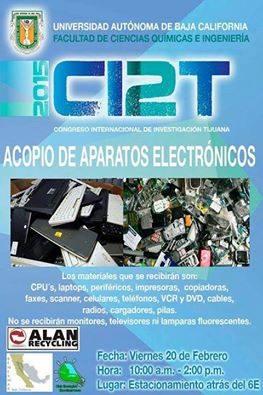 UNIVERSIDAD AUTÓNOMA DE BAJA CALIFORNIA
FACULTAD DE CIENCIAS QUÍMICAS E INGENIERÍA
2015
CI2T
CONGRESO INTERNACIONAL DE INVESTIGACIÓN TIJUANA
ACOPIO DE APARATOS ELECTRÓNICOS
Los materiales que se recibirán son:
CPU's, laptops, periféricos, impresoras, copiadoras,
faxes, scanner, celulares, teléfonos, VCR y DVD, cables,
radios, cargadores, pilas.
No se recibirán monitores, televisores ni lamparas fluorescentes.
ALAN
RECYCLING
Fecha: Viernes 20 de Febrero
Hora: 10:00 a.m. - 2:00 p.m.
Lugar: Estacionamiento atrás del 6E